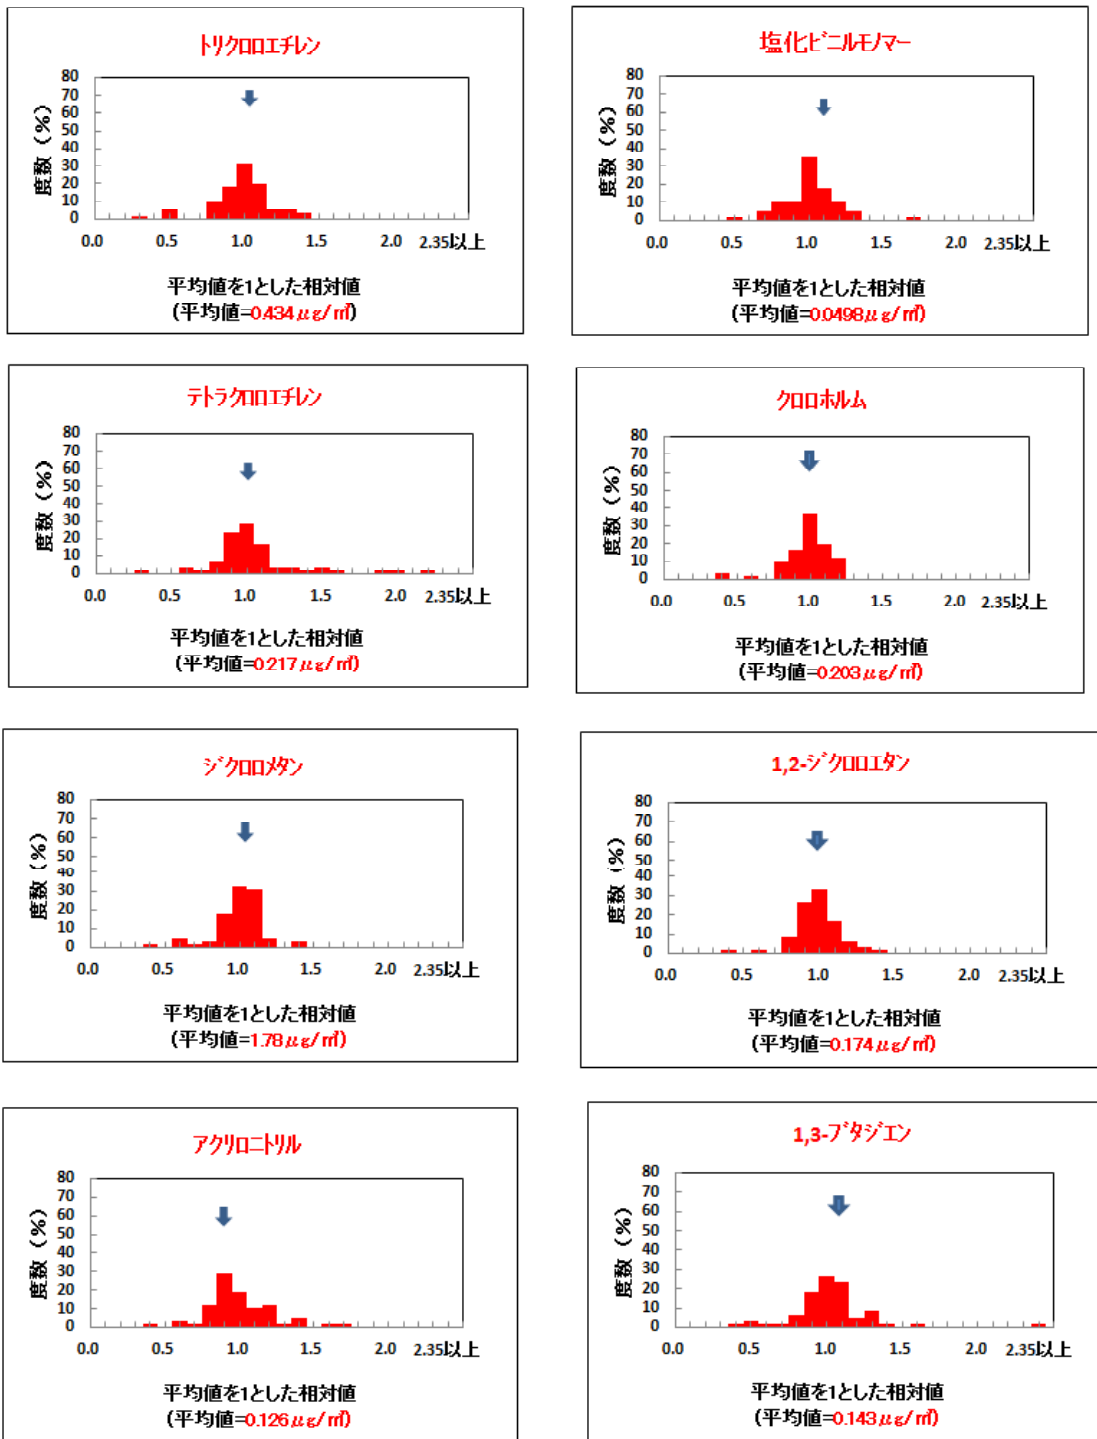 トリクロロエチレン
度数（%）
80
70
60
50
40
30
20
10
0
0.0 0.5 1.0 1.5 2.0 2.35以上
平均値を1とした相対値
(平均値=0.434μg/㎥)
塩化ビニルモノマー
度数（%）
80
70
60
50
40
30
20
10
0
0.0 0.5 1.0 1.5 2.0 2.35以上
平均値を1とした相対値
(平均値=0.0498μg/㎥)
テトラクロロエチレン
度数（%）
80
70
60
50
40
30
20
10
0
0.0 0.5 1.0 1.5 2.0 2.35以上
平均値を1とした相対値
(平均値=0.217μg/㎥)
クロロホルム
度数（%）
80
70
60
50
40
30
20
10
0
0.0 0.5 1.0 1.5 2.0 2.35以上
平均値を1とした相対値
(平均値=0.203μg/㎥)
ジクロロメタン
度数（%）
80
70
60
50
40
30
20
10
0
0.0 0.5 1.0 1.5 2.0 2.35以上
平均値を1とした相対値
(平均値=1.78μg/㎥)
1,2-ジクロロエタン
度数（%）
80
70
60
50
40
30
20
10
0
0.0 0.5 1.0 1.5 2.0 2.35以上
平均値を1とした相対値
(平均値=0.174μg/㎥)
アクリロニトリル
度数（%）
80
70
60
50
40
30
20
10
0
0.0 0.5 1.0 1.5 2.0 2.35以上
平均値を1とした相対値
(平均値=0.126μg/㎥)
1,3-ブタジエン
度数（%）
80
70
60
50
40
30
20
10
0
0.0 0.5 1.0 1.5 2.0 2.35以上
平均値を1とした相対値
(平均値=0.143μg/㎥)